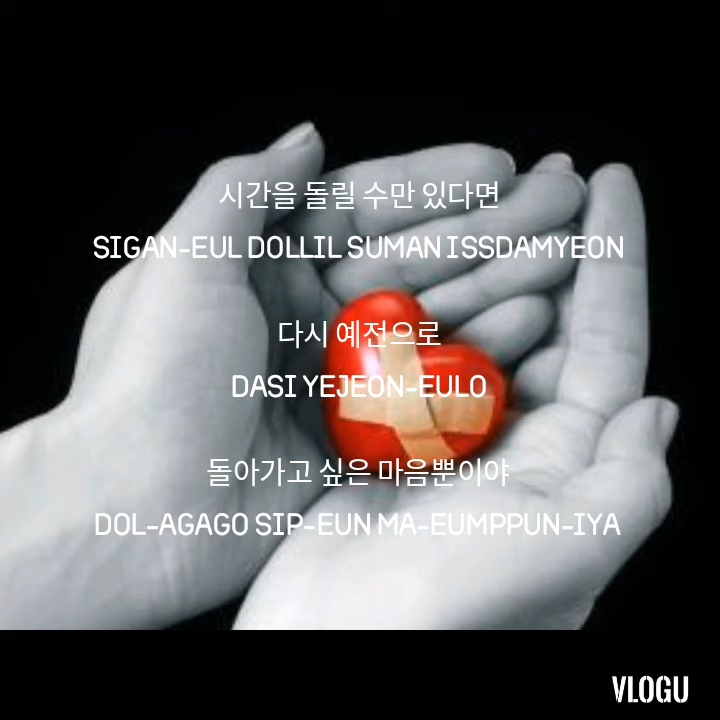 시간을 돌릴 수만 있다면
SIGAN-EUL DOLLIL SUMAN ISSDAMYEON
다시 예전으로
DASI YEJEON-EULO
돌아가고 싶은 마음뿐이야
DOL-AGAGO SIP-EUN MA-EUMPPUN-IYA
VLOGU